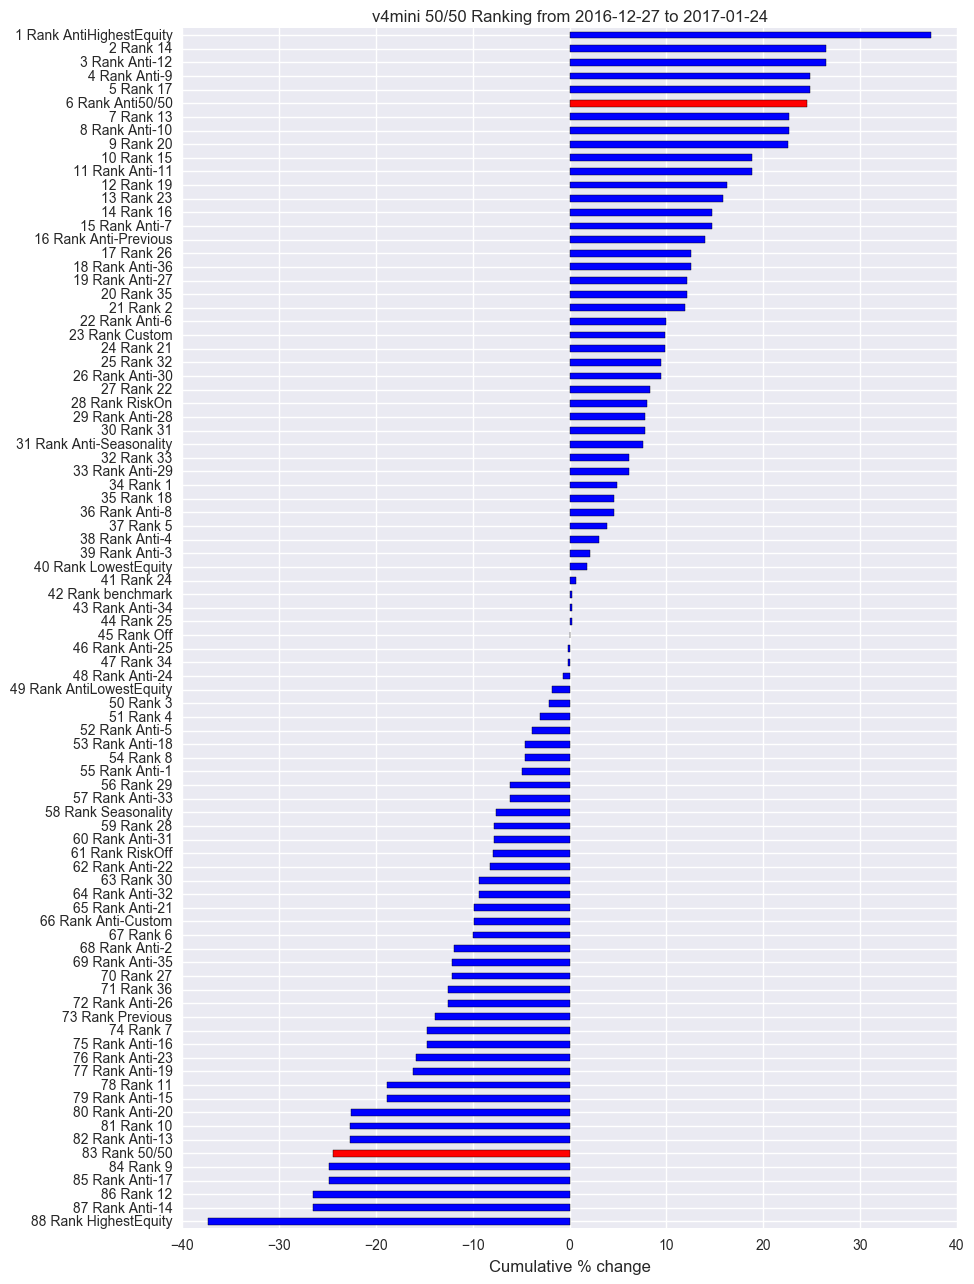 v4mini 50/50 Ranking from 2016-12-27 to 2017-01-24
1 Rank AntiHighestEquity
2 Rank 14
3 Rank Anti-12
4 Rank Anti-9
5 Rank 17
6 Rank Anti50/50
7 Rank 13
8 Rank Anti-10
9 Rank 20
10 Rank 15
11 Rank Anti-11
12 Rank 19
13 Rank 23
14 Rank 16
15 Rank Anti-7
16 Rank Anti-Previous
17 Rank 26
18 Rank Anti-36
19 Rank Anti-27
20 Rank 35
21 Rank 2
22 Rank Anti-6
23 Rank Custom
24 Rank 21
25 Rank 32
26 Rank Anti-30
27 Rank 22
28 Rank RiskOn
29 Rank Anti-28
30 Rank 31
31 Rank Anti-Seasonality
32 Rank 33
33 Rank Anti-29
34 Rank 1
35 Rank 18
36 Rank Anti-8
37 Rank 5
38 Rank Anti-4
39 Rank Anti-3
40 Rank LowestEquity
41 Rank 24
42 Rank benchmark
43 Rank Anti-34
44 Rank 25
45 Rank Off
46 Rank Anti-25
47 Rank 34
48 Rank Anti-24
49 Rank AntiLowestEquity
50 Rank 3
51 Rank 4
52 Rank Anti-5
53 Rank Anti-18
54 Rank 8
55 Rank Anti-1
56 Rank 29
57 Rank Anti-33
58 Rank Seasonality
59 Rank 28
60 Rank Anti-31
61 Rank RiskOff
62 Rank Anti-22
63 Rank 30
64 Rank Anti-32
65 Rank Anti-21
66 Rank Anti-Custom
67 Rank 6
68 Rank Anti-2
69 Rank Anti-35
70 Rank 27
71 Rank 36
72 Rank Anti-26
73 Rank Previous
74 Rank 7
75 Rank Anti-16
76 Rank Anti-23
77 Rank Anti-19
78 Rank 11
79 Rank Anti-15
80 Rank Anti-20
81 Rank 10
82 Rank Anti-13
83 Rank 50/50
84 Rank 9
85 Rank Anti-17
86 Rank 12
87 Rank Anti-14
88 Rank HighestEquity
−40 −30 −20 −10 0 10 20 30 40
Cumulative % change